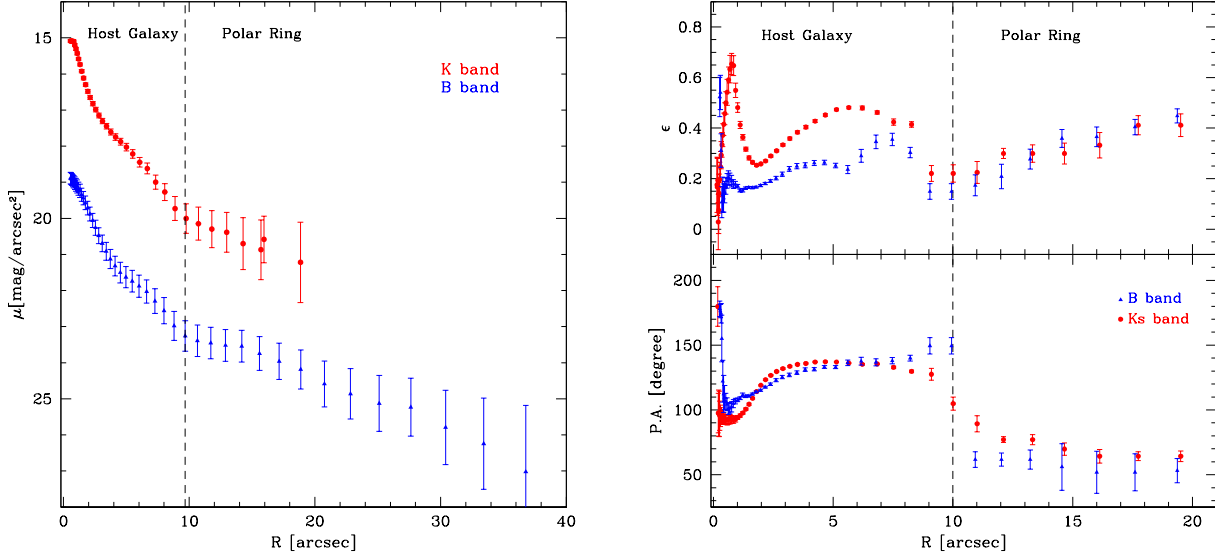 Host Galaxy
Polar Ring
K band
B band
μ[mag/arcsec²]
15
20
25
0
10
20
30
40
R [arcsec]
Host Galaxy
Polar Ring
ϵ
0.8
0.6
0.4
0.2
0
B band
Ks band
P.A. [degree]
200
150
100
50
0
5
10
15
20
R [arcsec]